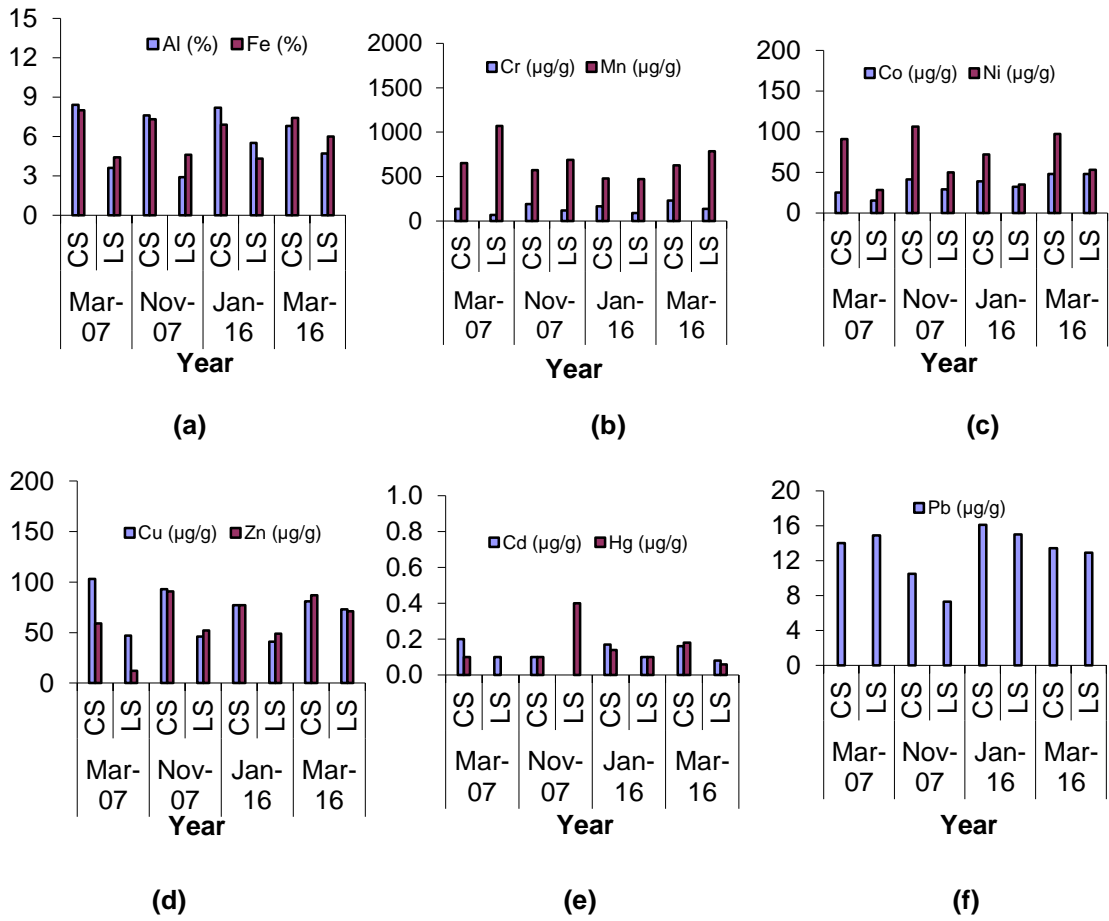 15
12
9
6
3
0
Al (%) Fe (%)
CS LS CS LS CS LS CS LS
Mar-07 Nov-07 Jan-16 Mar-16
Year
(a)
2000
1500
1000
500
0
Cr (µg/g) Mn (µg/g)
CS LS CS LS CS LS CS LS
Mar-07 Nov-07 Jan-16 Mar-16
Year
(b)
200
150
100
50
0
Co (µg/g) Ni (µg/g)
CS LS CS LS CS LS CS LS
Mar-07 Nov-07 Jan-16 Mar-16
Year
(c)
200
150
100
50
0
Cu (µg/g) Zn (µg/g)
CS LS CS LS CS LS CS LS
Mar-07 Nov-07 Jan-16 Mar-16
Year
(d)
1.0
0.8
0.6
0.4
0.2
0.0
Cd (µg/g) Hg (µg/g)
CS LS CS LS CS LS CS LS
Mar-07 Nov-07 Jan-16 Mar-16
Year
(e)
20
16
12
8
4
0
Pb (µg/g)
CS LS CS LS CS LS CS LS
Mar-07 Nov-07 Jan-16 Mar-16
Year
(f)